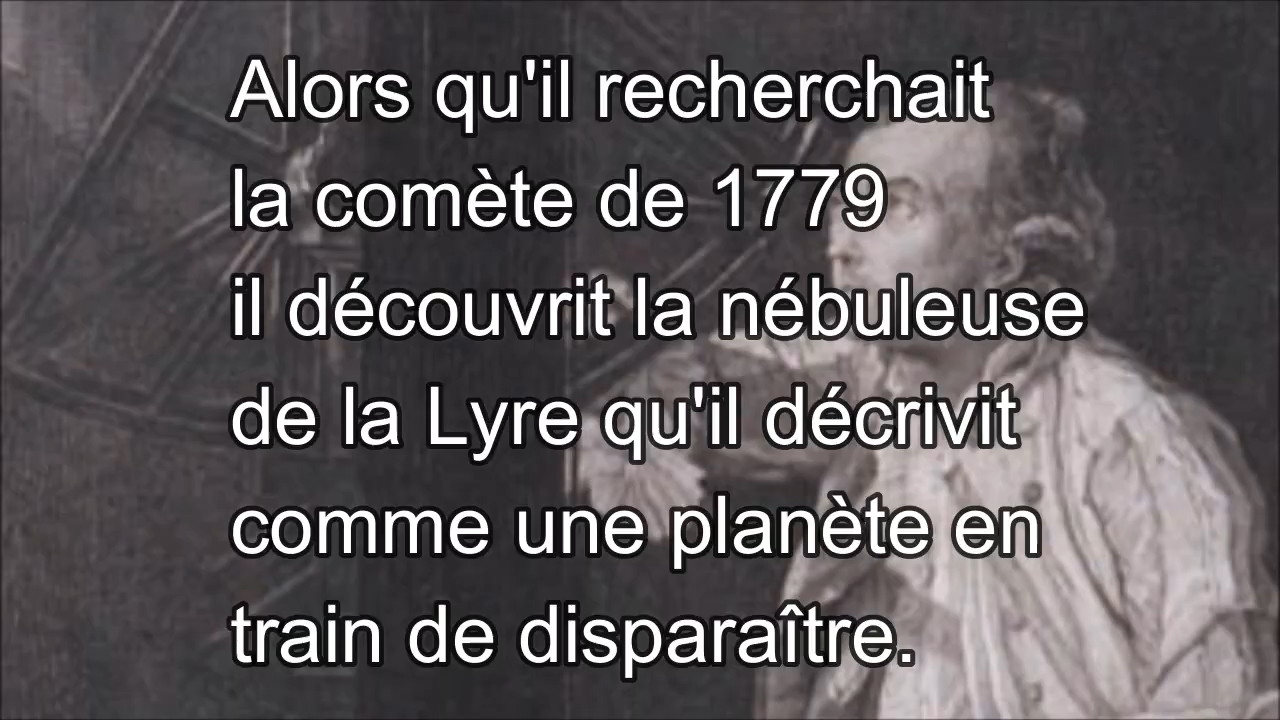 Alors qu'il recherchait
la comète de 1779
il découvrit la nébuleuse
de la Lyre qu'il décrivit
comme une planète en
train de disparaître.